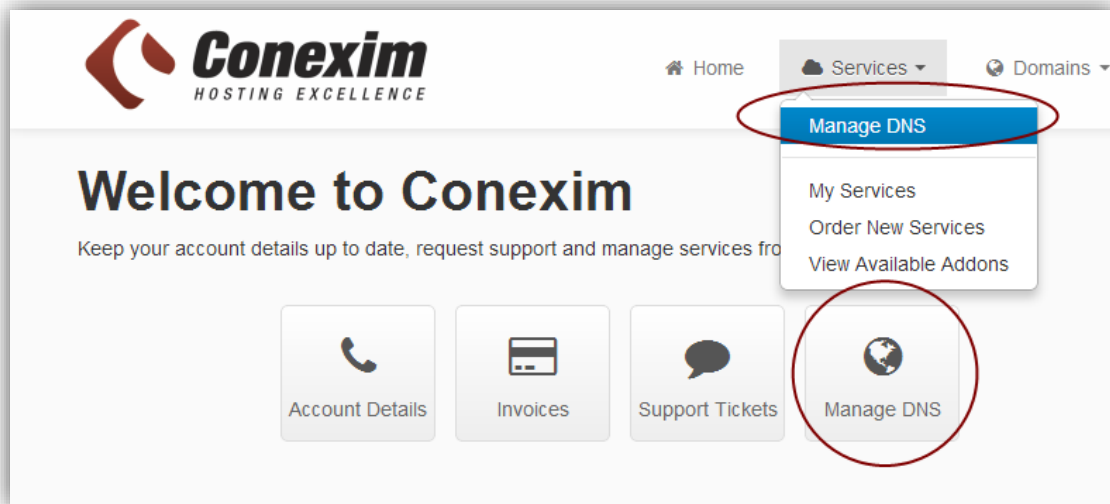 Conexim
HOSTING EXCELLENCE
Home
Services
Domains
Manage DNS
My Services
Order New Services
View Available Addons
Welcome to Conexim
Keep your account details up to date, request support and manage services fro
Account Details
Invoices
Support Tickets
Manage DNS